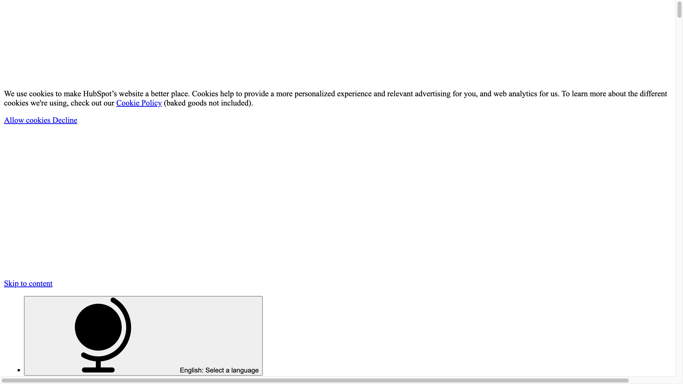 We use cookies to make HubSpot's website a better place. Cookies help to provide a more personalized experience and relevant advertising for you, and web analytics for us. To learn more about the different
cookies we're using, check out our Cookie Policy (baked goods not included).
Allow cookies Decline
Skip to content
English: Select a language